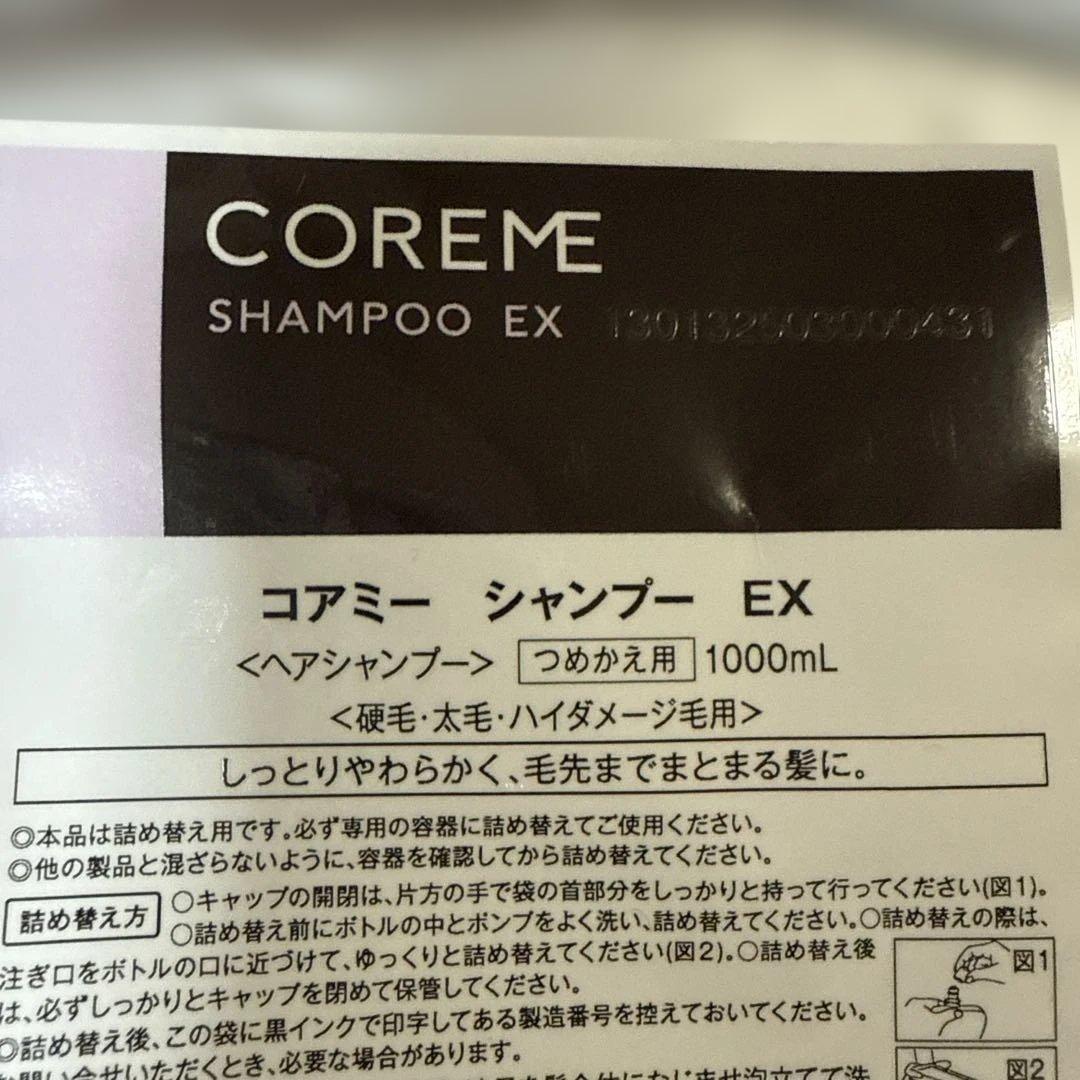 COREME
SHAMPOO EX 130132503000431
コアミー シャンプー EX
<ヘアシャンプー> つめかえ用 1000mL
<硬毛・太毛・ハイダメージ毛用>
しっとりやわらかく、毛先までまとまる髪に。
◎本品は詰め替え用です。必ず専用の容器に詰め替えてご使用ください。
◎他の製品と混ざらないように、容器を確認してから詰め替えてください。
詰め替え方 ○キャップの開閉は、片方の手で袋の首部分をしっかりと持って行ってください(図1)。
○詰め替え前にボトルの中とポンプをよく洗い、詰め替えてください。○詰め替えの際は、
注ぎ口をボトルの口に近づけて、ゆっくりと詰め替えてください(図2)。○詰め替え後
は、必ずしっかりとキャップを閉めて保管してください。
◎詰め替え後、この袋に黒インクで印字してある製造番号を控えておいてください。
お問い合せいただくとき、必要な場合があります。
図1
図2